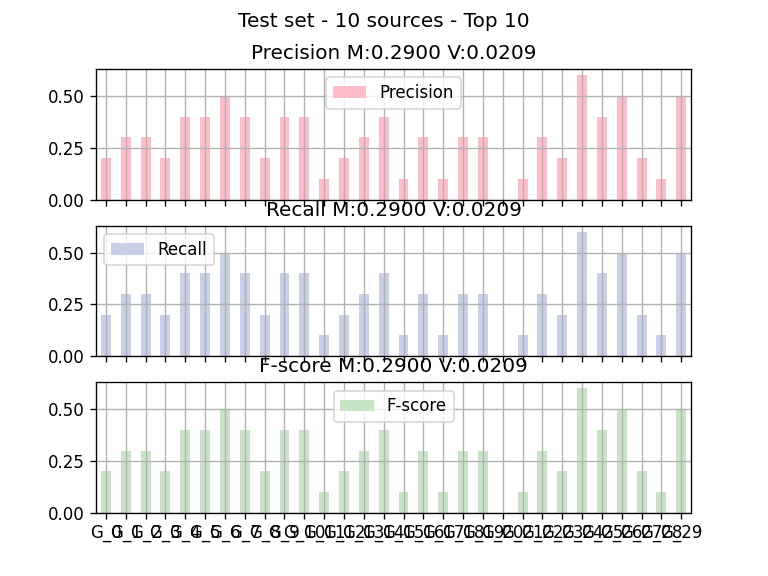 Test set - 10 sources - Top 10
Precision M:0.2900 V:0.0209
0.50
0.25
0.00
Precision
Recall M:0.2900 V:0.0209
0.50
0.25
0.00
Recall
F-score M:0.2900 V:0.0209
0.50
0.25
0.00
F-score